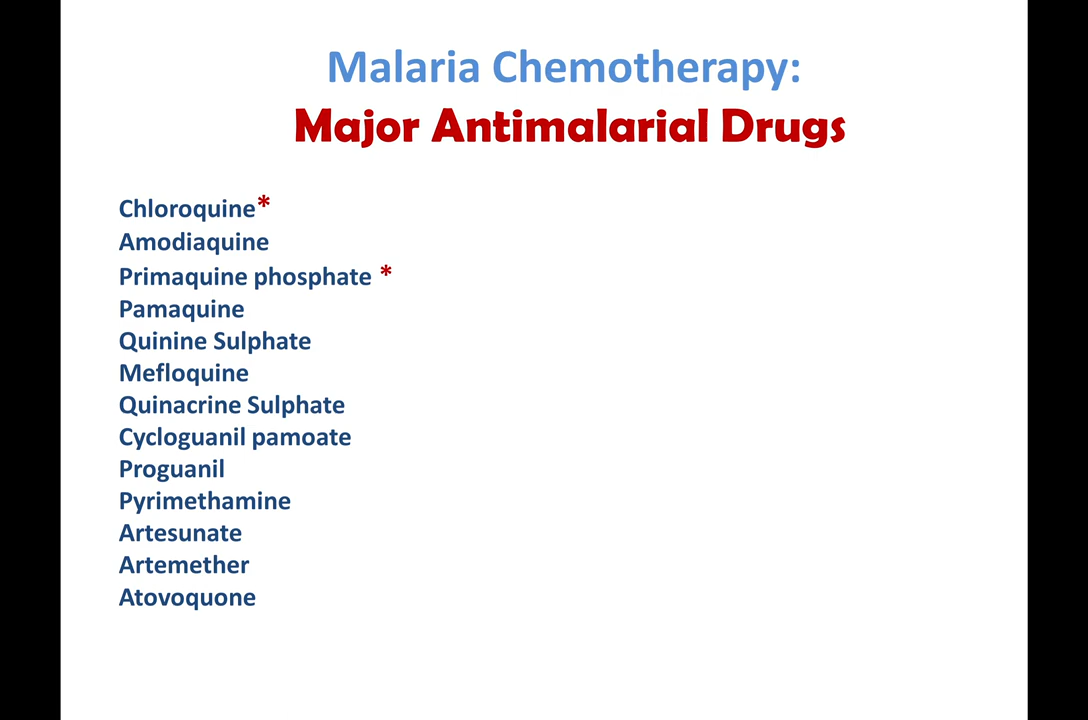 Malaria Chemotherapy:
Major Antimalarial Drugs
Chloroquine*
Amodiaquine
Primaquine phosphate *
Pamaquine
Quinine Sulphate
Mefloquine
Quinacrine Sulphate
Cycloguanil pamoate
Proguanil
Pyrimethamine
Artesunate
Artemether
Atovoquone